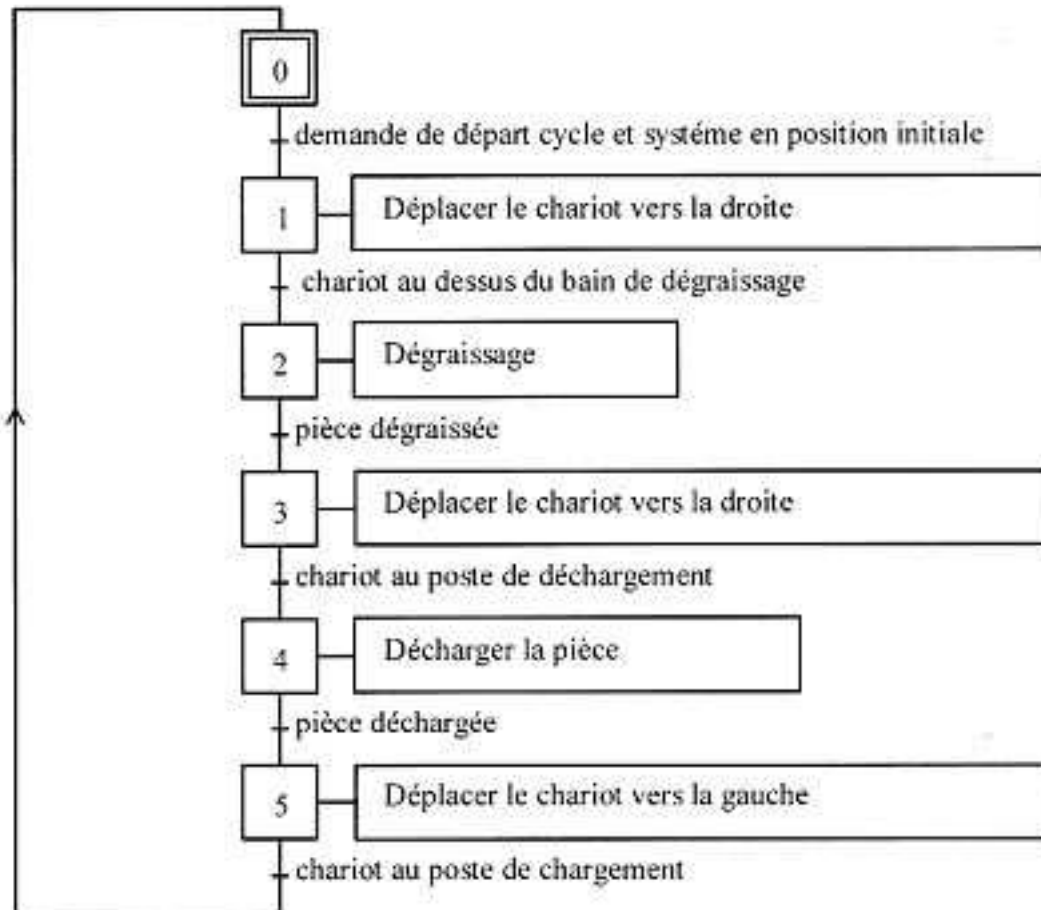 0
demande de départ cycle et systéme en position initiale
1
Déplacer le chariot vers la droite
chariot au dessus du bain de dégraissage
2
Dégraissage
pièce dégraissée
3
Déplacer le chariot vers la droite
chariot au poste de déchargement
4
Décharger la pièce
pièce déchargée
5
Déplacer le chariot vers la gauche
chariot au poste de chargement